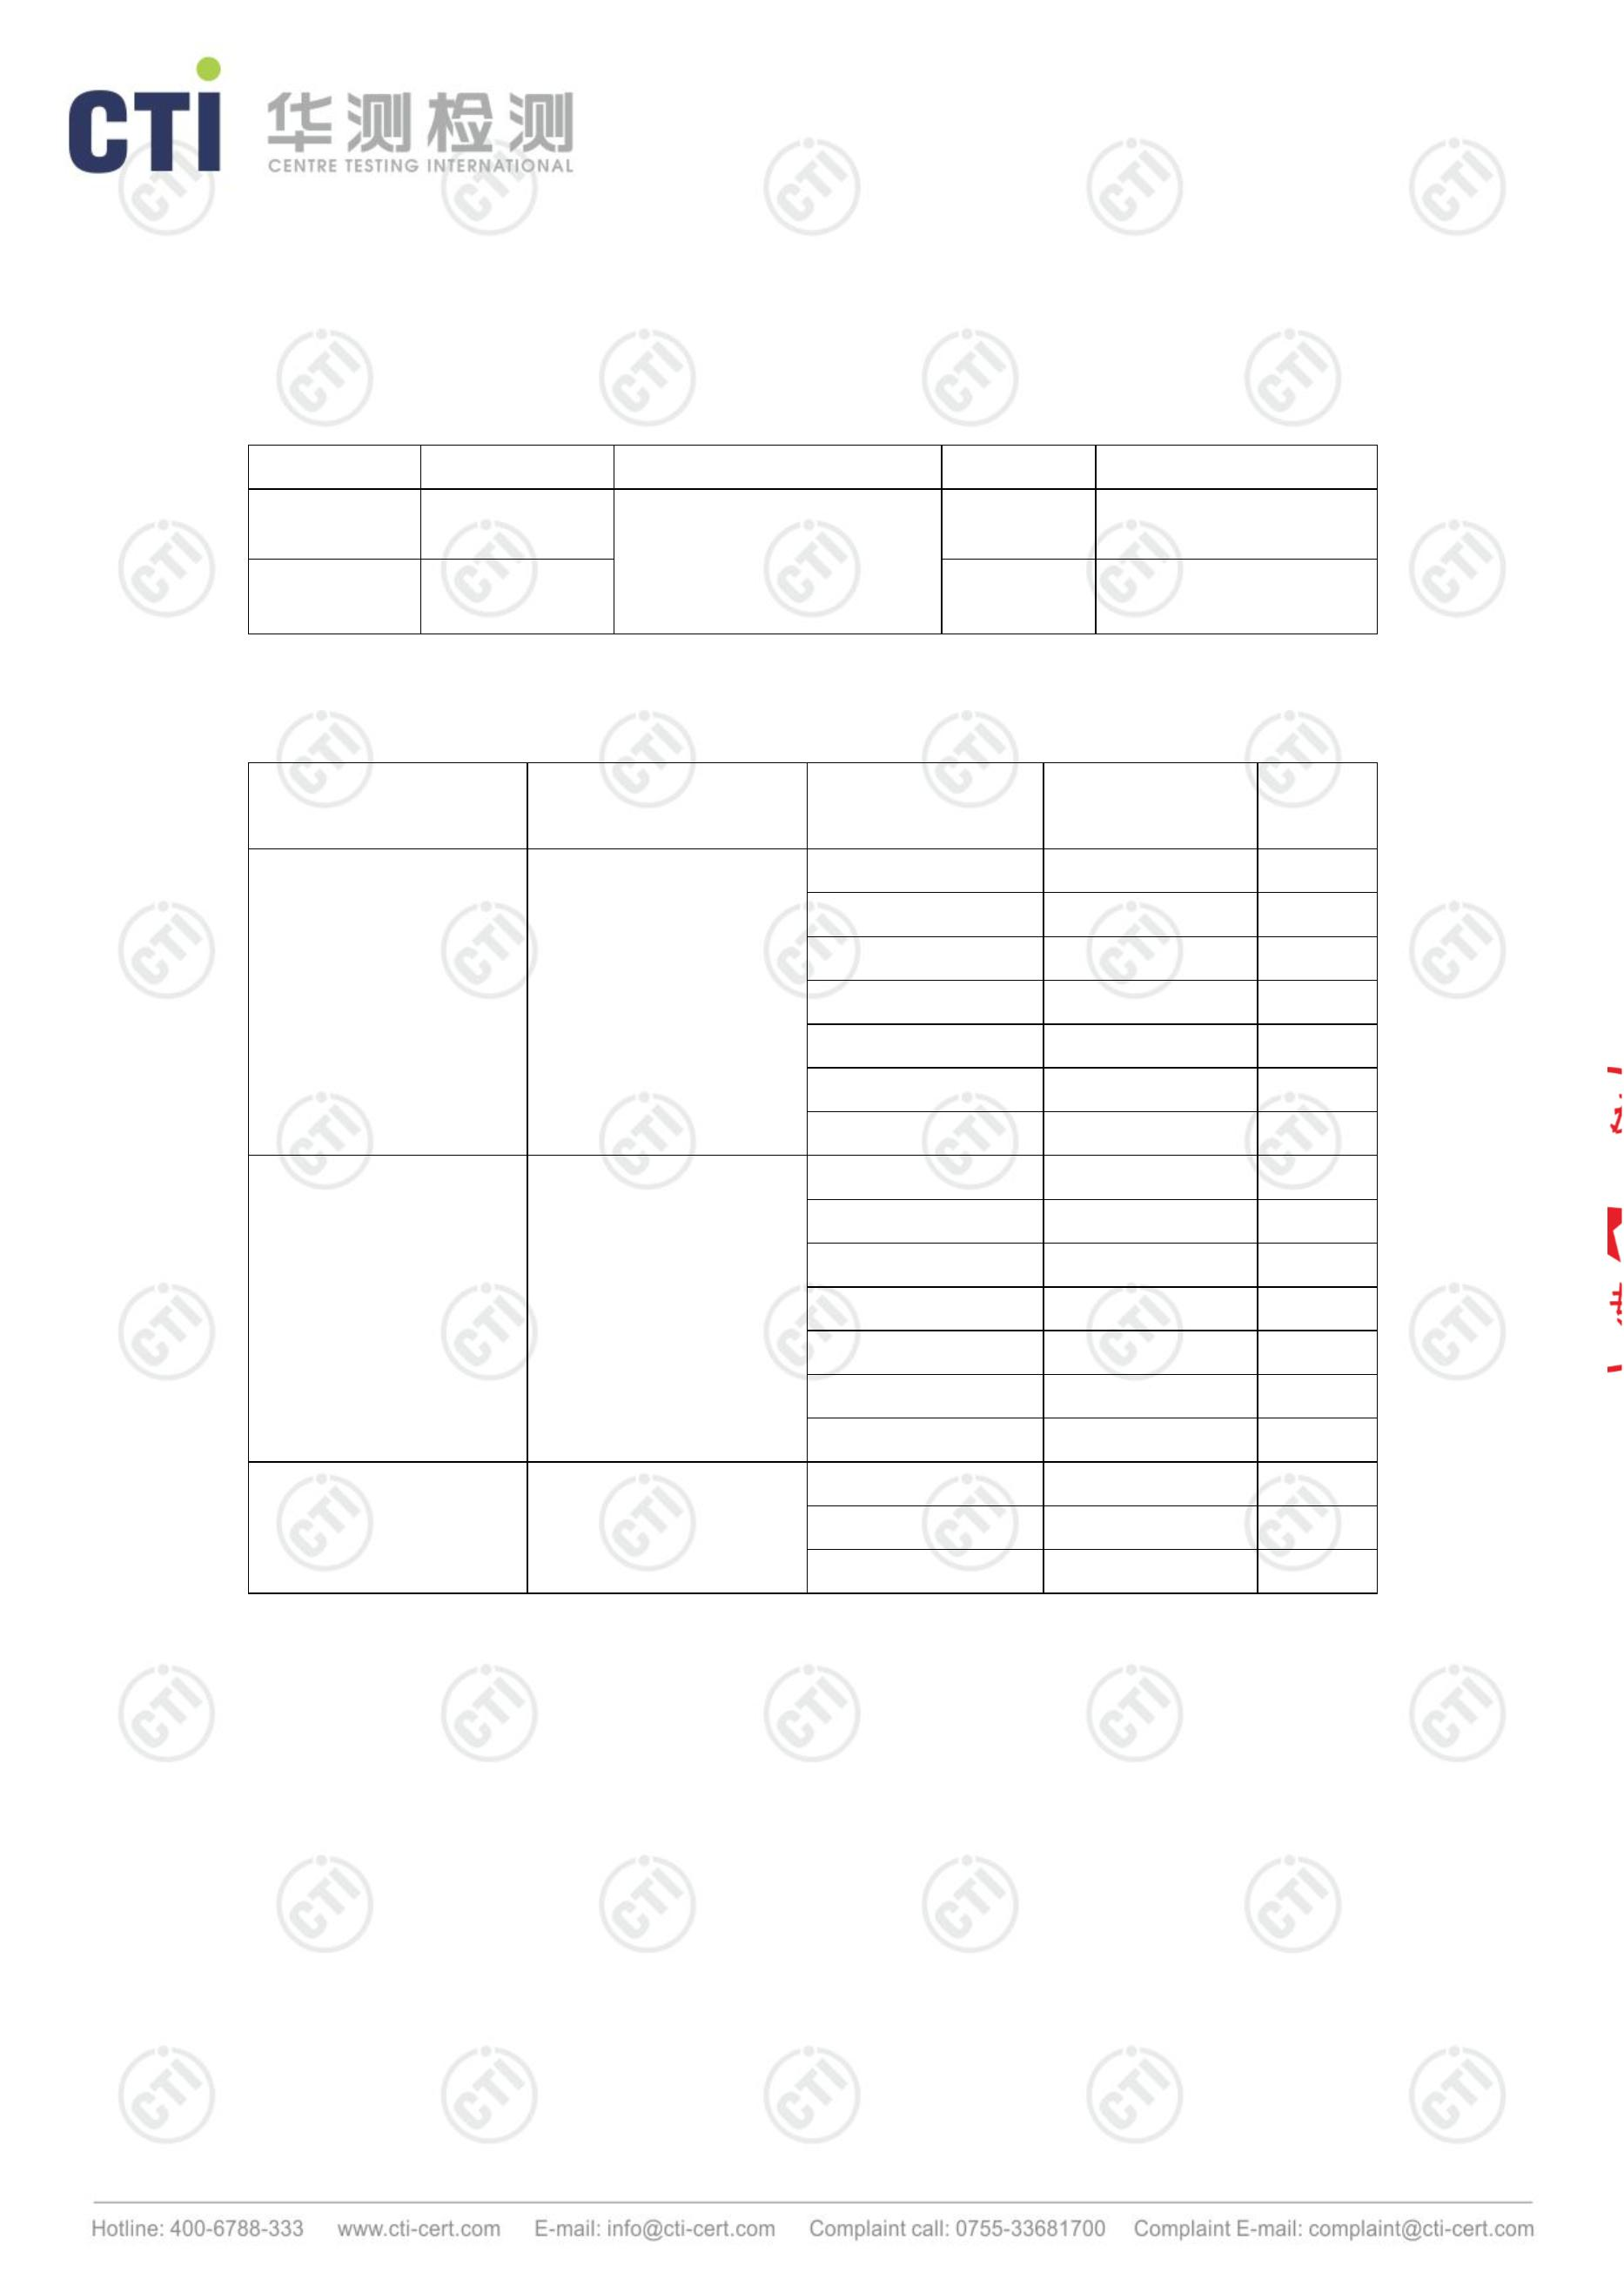 CTI 华测检测
CENTRE TESTING INTERNATIONAL
Hotline: 400-6788-333 www.cti-cert.com E-mail: info@cti-cert.com Complaint call: 0755-33681700 Complaint E-mail: complaint@cti-cert.com